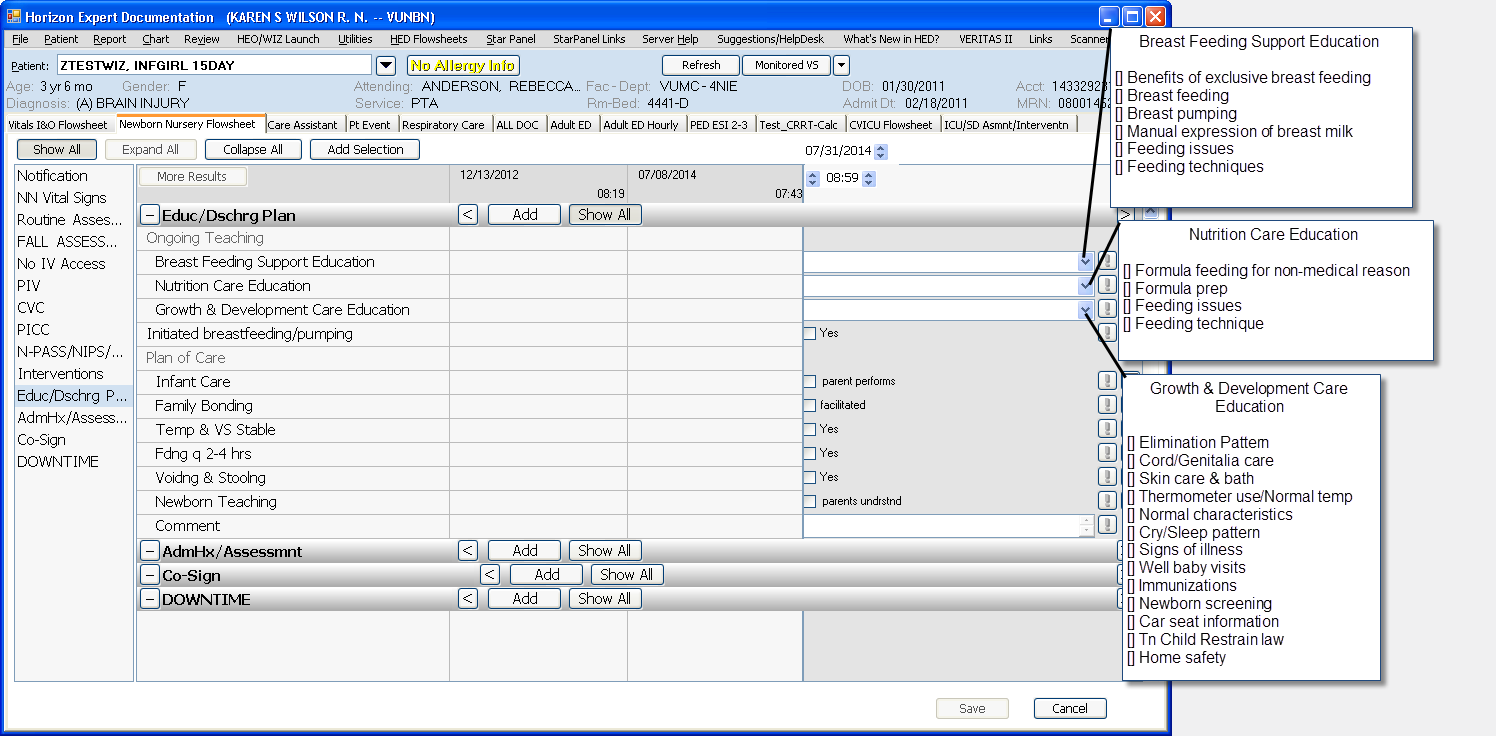 Horizon Expert Documentation (KAREN S WILSON R. N. -- VUNBN)
File Patient Report Chart Review HEO/WIZ Launch Utilities HED Flowsheets Star Panel StarPanel Links Server Help Suggestions/HelpDesk What's New in HED? VERITAS II Links Scanner
Patient: ZTESTWIZ, INFGIRL 15DAY No Allergy Info Refresh Monitored VS
Age: 3 yr 6 mo Gender: F Attending: ANDERSON, REBECCA... Fac-Dept: VUMC-4NIE DOB: 01/30/2011 Acct:
Diagnosis: (A) BRAIN INJURY Service: PTA Rm-Bed: 4441-D Admit Dt: 02/18/2011 MRN:
Vitals I&O Flowsheet Newborn Nursery Flowsheet Care Assistant Pt Event Respiratory Care ALL DOC Adult ED Adult ED Hourly PED ESI 2-3 Test_CRRT-Calc CVICU Flowsheet ICU/SD Asmnt/Interventn
Show All Expand All Collapse All Add Selection 07/31/2014
Notification
NN Vital Signs
Routine Asses...
FALL ASSESS...
No IV Access
PIV
CVC
PICC
N-PASS/NIPS/...
Interventions
Educ/Dschrg P...
AdmHx/Assess...
Co-Sign
DOWNTIME
More Results 12/13/2012 07/08/2014 08:59
08:19 07:43
− Educ/Dschrg Plan < Add Show All >
Ongoing Teaching
Breast Feeding Support Education
Nutrition Care Education
Growth & Development Care Education
Initiated breastfeeding/pumping Yes
Plan of Care
Infant Care parent performs
Family Bonding facilitated
Temp & VS Stable Yes
Fdng q 2-4 hrs Yes
Voidng & Stoolng Yes
Newborn Teaching parents undrstnd
Comment
− AdmHx/Assessmnt < Add Show All
− Co-Sign < Add Show All
− DOWNTIME < Add Show All
Save Cancel
Breast Feeding Support Education
[] Benefits of exclusive breast feeding
[] Breast feeding
[] Breast pumping
[] Manual expression of breast milk
[] Feeding issues
[] Feeding techniques
Nutrition Care Education
[] Formula feeding for non-medical reason
[] Formula prep
[] Feeding issues
[] Feeding technique
Growth & Development Care
Education
[] Elimination Pattern
[] Cord/Genitalia care
[] Skin care & bath
[] Thermometer use/Normal temp
[] Normal characteristics
[] Cry/Sleep pattern
[] Signs of illness
[] Well baby visits
[] Immunizations
[] Newborn screening
[] Car seat information
[] Tn Child Restrain law
[] Home safety